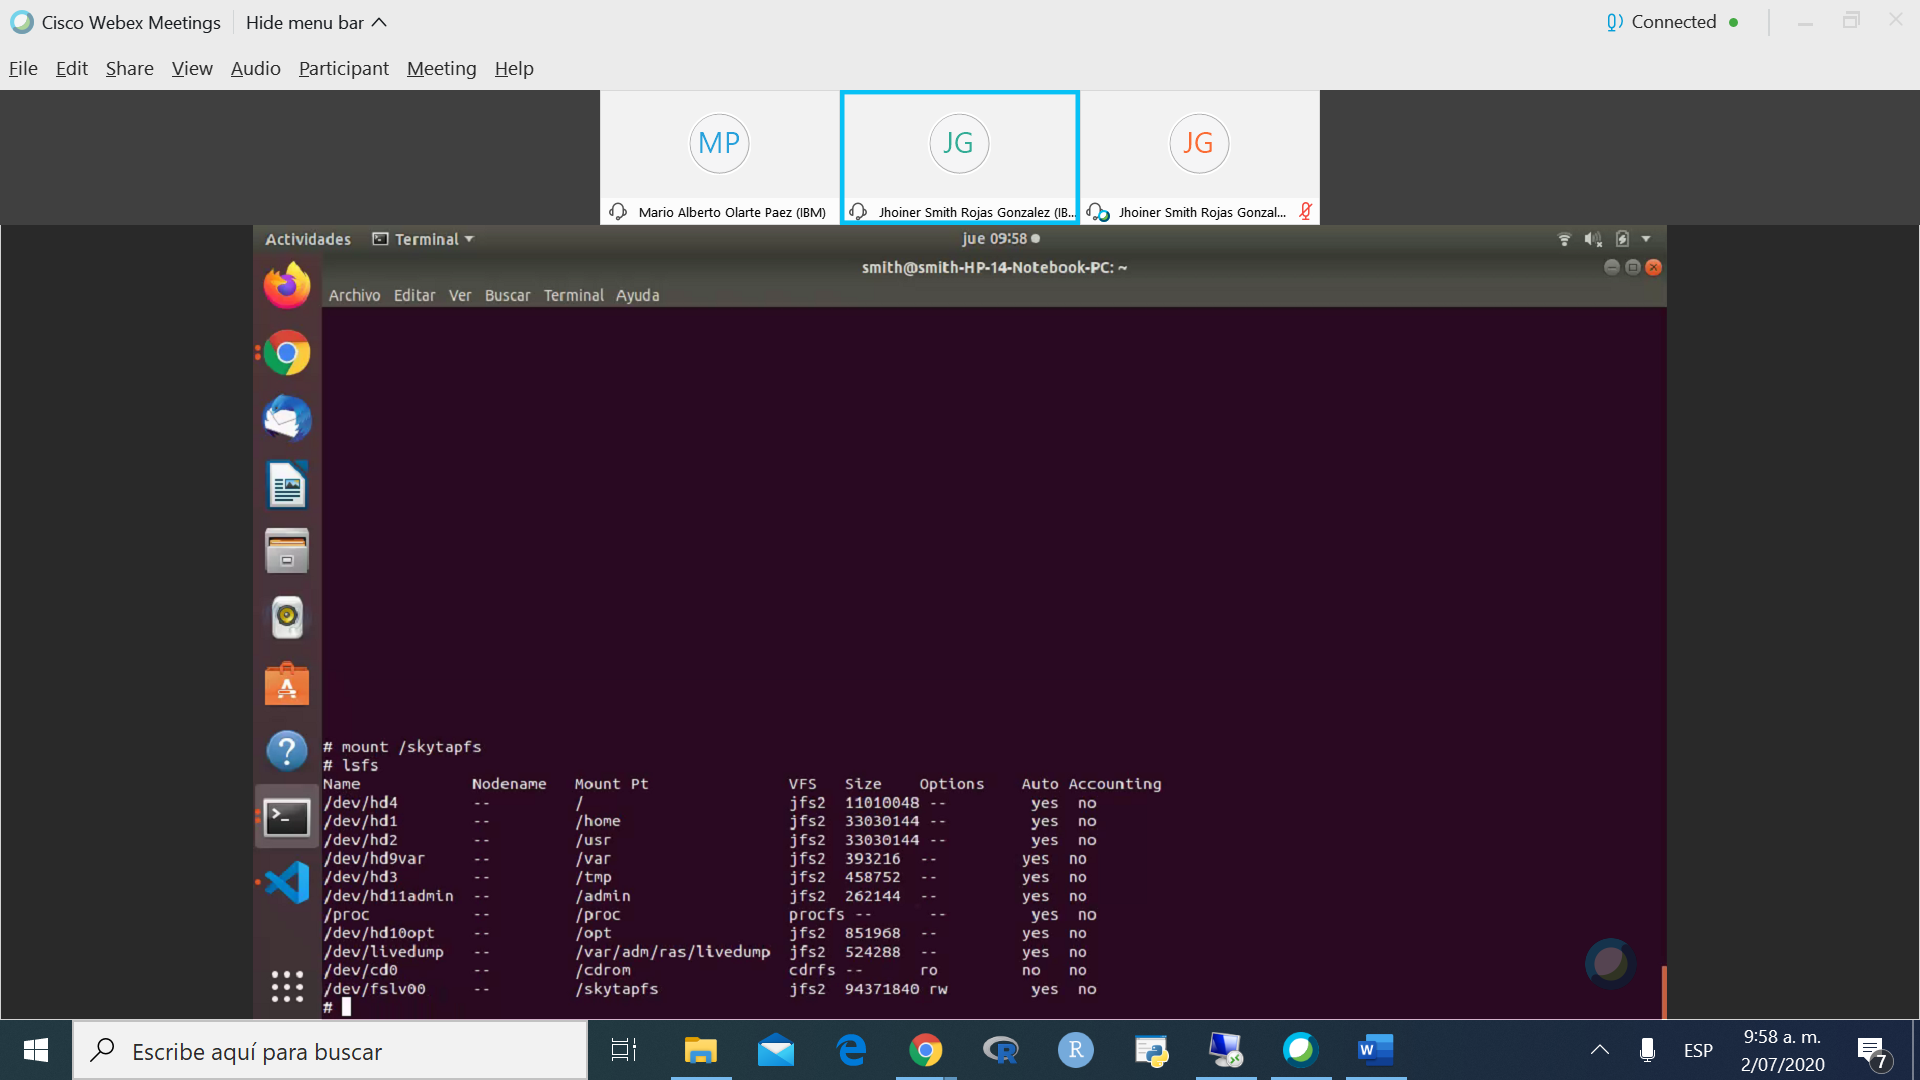 Cisco Webex Meetings Hide menu bar Connected
File Edit Share View Audio Participant Meeting Help
MP JG JG
Mario Alberto Olarte Paez (IBM) Jhoiner Smith Rojas Gonzalez (IB... Jhoiner Smith Rojas Gonzal...
Actividades Terminal jue 09:58
smith@smith-HP-14-Notebook-PC: ~
Archivo Editar Ver Buscar Terminal Ayuda
# mount /skytapfs
# lsfs
Name Nodename Mount Pt VFS Size Options Auto Accounting
/dev/hd4 -- / jfs2 11010048 -- yes no
/dev/hd1 -- /home jfs2 33030144 -- yes no
/dev/hd2 -- /usr jfs2 33030144 -- yes no
/dev/hd9var -- /var jfs2 393216 -- yes no
/dev/hd3 -- /tmp jfs2 458752 -- yes no
/dev/hd11admin -- /admin jfs2 262144 -- yes no
/proc -- /proc procfs -- -- yes no
/dev/hd10opt -- /opt jfs2 851968 -- yes no
/dev/livedump -- /var/adm/ras/livedump jfs2 524288 -- yes no
/dev/cd0 -- /cdrom cdrfs -- ro no no
/dev/fslv00 -- /skytapfs jfs2 94371840 rw yes no
#
Escribe aquí para buscar ESP 9:58 a. m.
2/07/2020 7